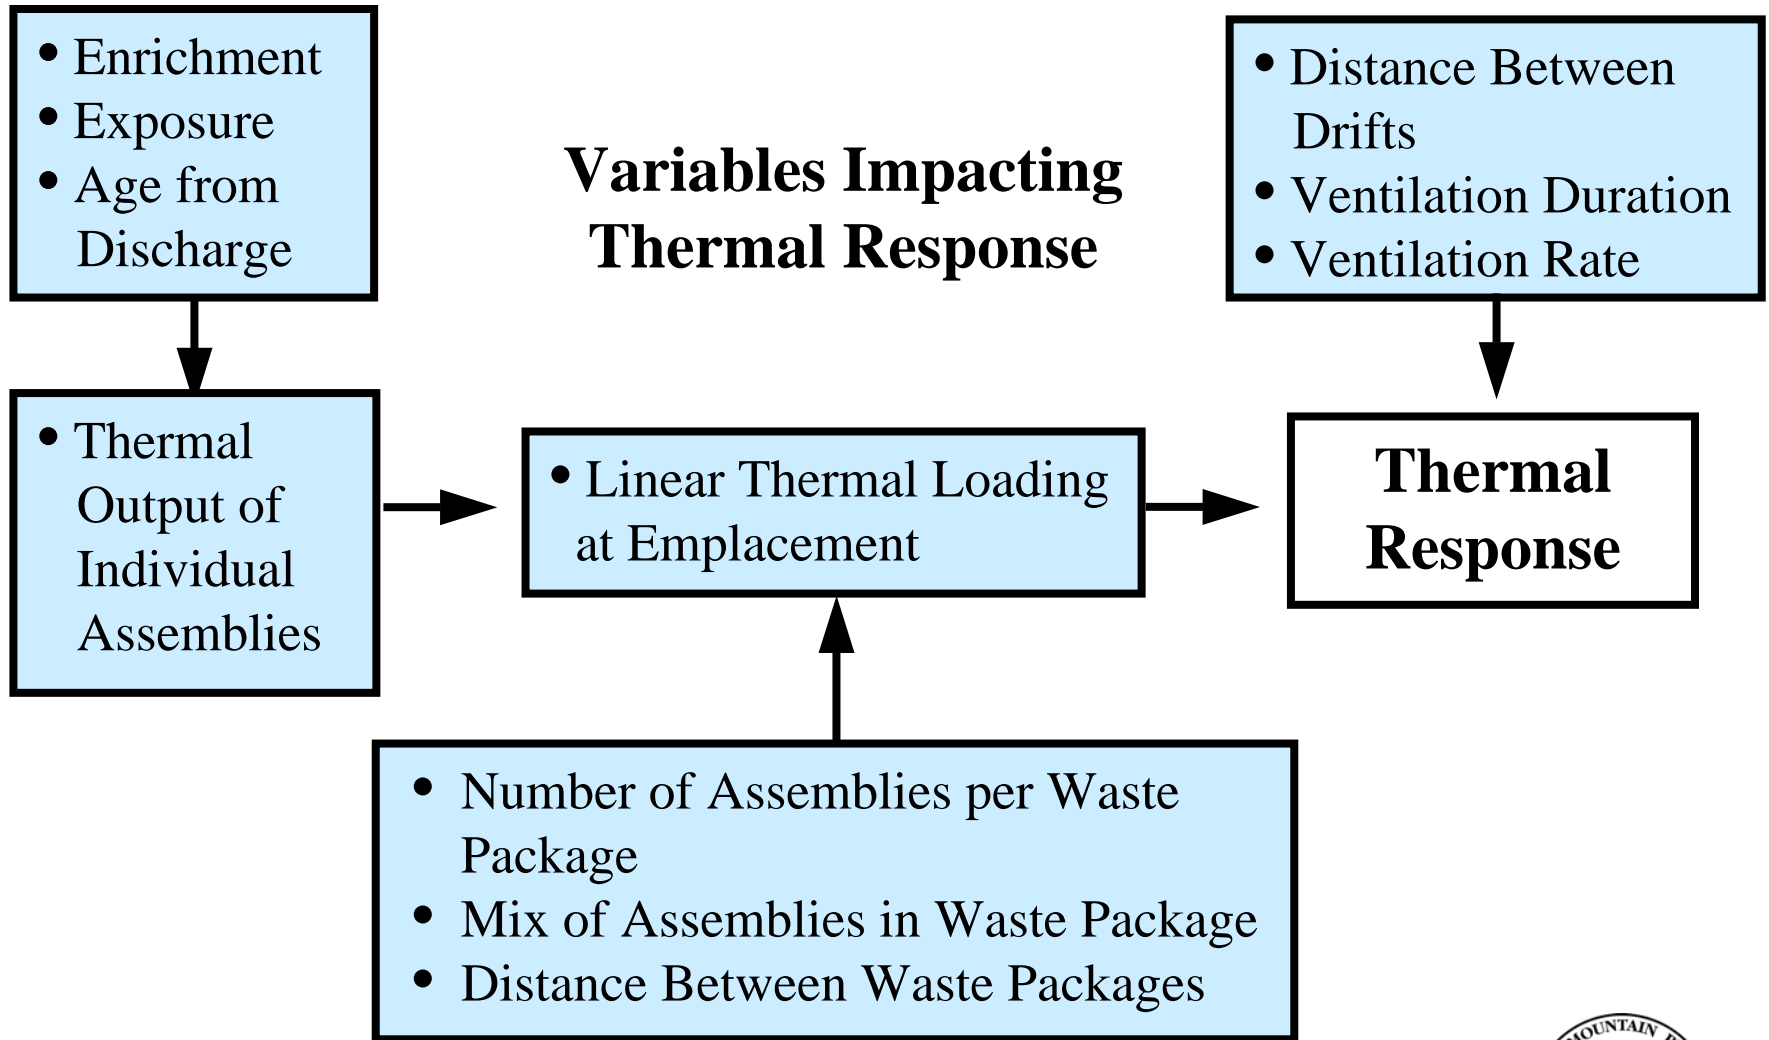 • Enrichment
• Exposure
• Age from
Discharge
Variables Impacting
Thermal Response
• Distance Between
Drifts
• Ventilation Duration
• Ventilation Rate
• Thermal
Output of
Individual
Assemblies
• Linear Thermal Loading
at Emplacement
Thermal
Response
• Number of Assemblies per Waste
Package
• Mix of Assemblies in Waste Package
• Distance Between Waste Packages
MOUNTAIN